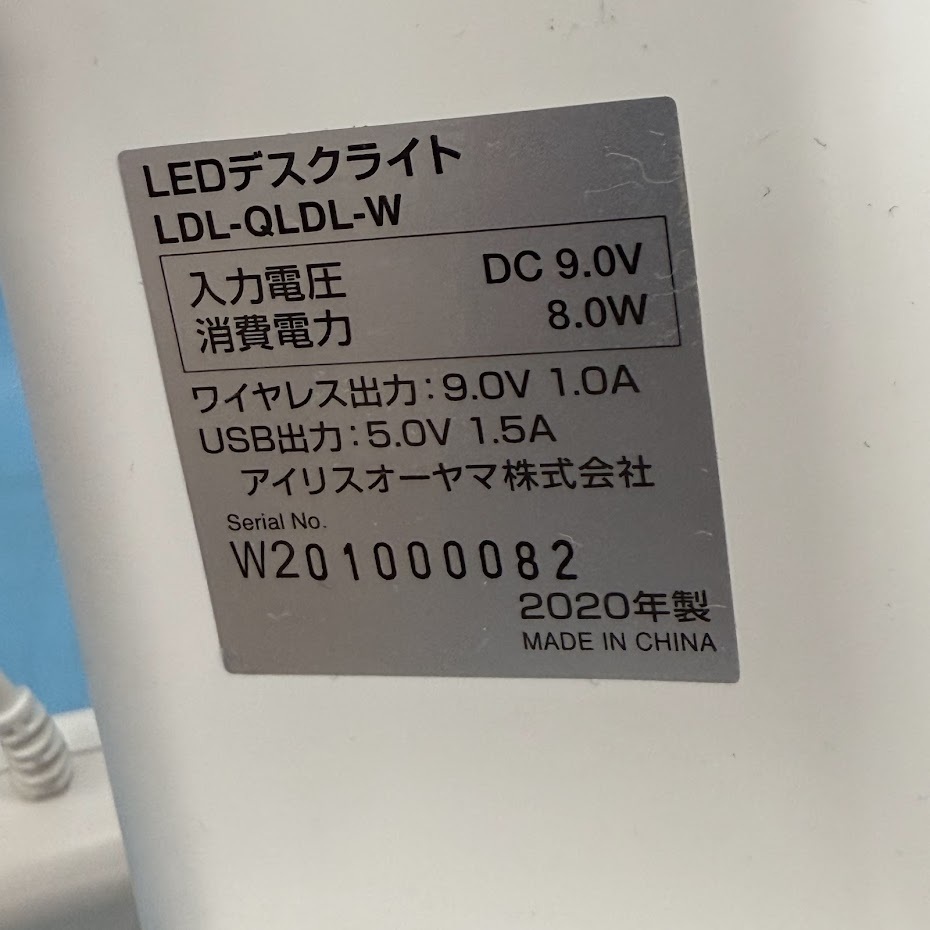 LEDデスクライト
LDL-QLDL-W
入力電圧 DC 9.0V
消費電力 8.0W
ワイヤレス出力:9.0V 1.0A
USB出力:5.0V 1.5A
アイリスオーヤマ株式会社
Serial No.
W201000082
2020年製
MADE IN CHINA